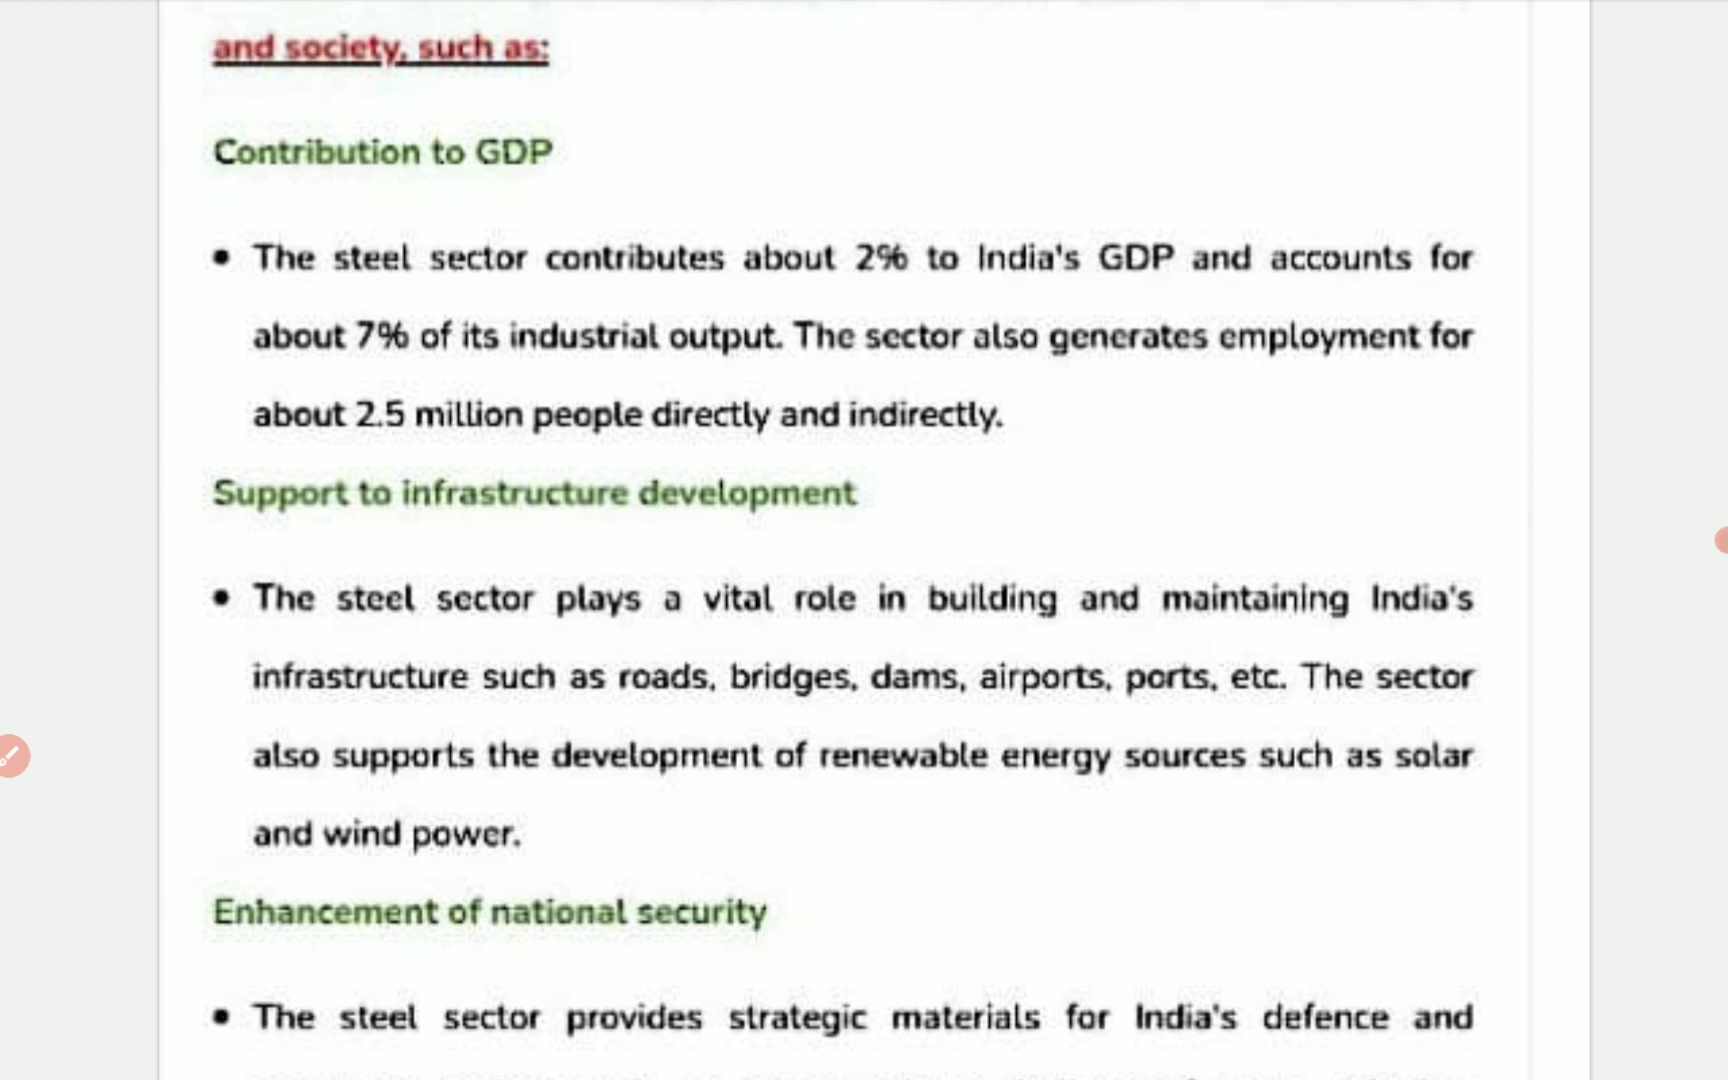 and society, such as:
Contribution to GDP
• The steel sector contributes about 2% to India's GDP and accounts for
about 7% of its industrial output. The sector also generates employment for
about 2.5 million people directly and indirectly.
Support to infrastructure development
• The steel sector plays a vital role in building and maintaining India's
infrastructure such as roads, bridges, dams, airports, ports, etc. The sector
also supports the development of renewable energy sources such as solar
and wind power.
Enhancement of national security
• The steel sector provides strategic materials for India's defence and